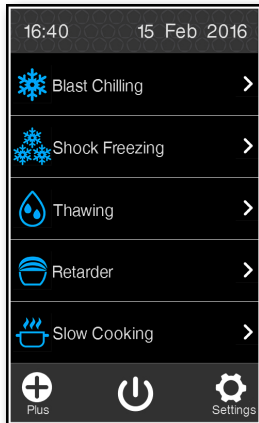 16:40 15 Feb 2016
Blast Chilling
Shock Freezing
Thawing
Retarder
Slow Cooking
Plus Settings